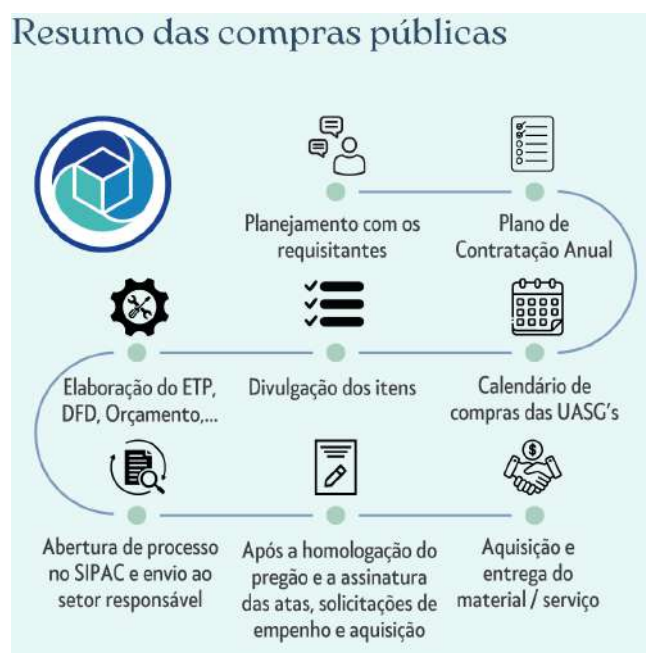 Resumo das compras públicas
Planejamento com os
requisitantes
Plano de
Contratação Anual
Elaboração do ETP,
DFD, Orçamento,...
Divulgação dos itens
Calendário de
compras das UASG's
Abertura de processo
no SIPAC e envio ao
setor responsável
Após a homologação do
pregão e a assinatura
das atas, solicitações de
empenho e aquisição
Aquisição e
entrega do
material / serviço